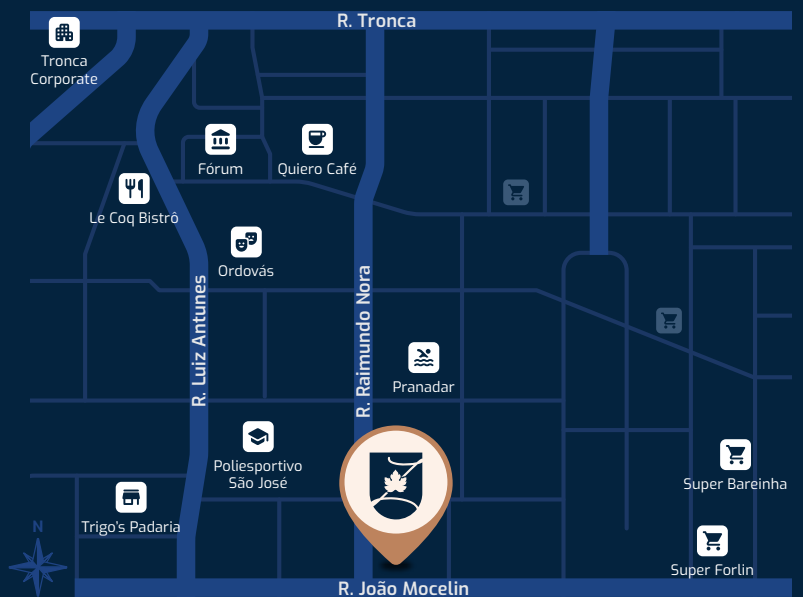 R. Tronca
Tronca
Corporate
Fórum
Quiero Café
Le Coq Bistrô
Ordovás
R. Luiz Antunes
R. Raimundo Nora
Pranadar
Poliesportivo
São José
Super Bareinha
Trigo's Padaria
N
Super Forlin
R. João Mocelin